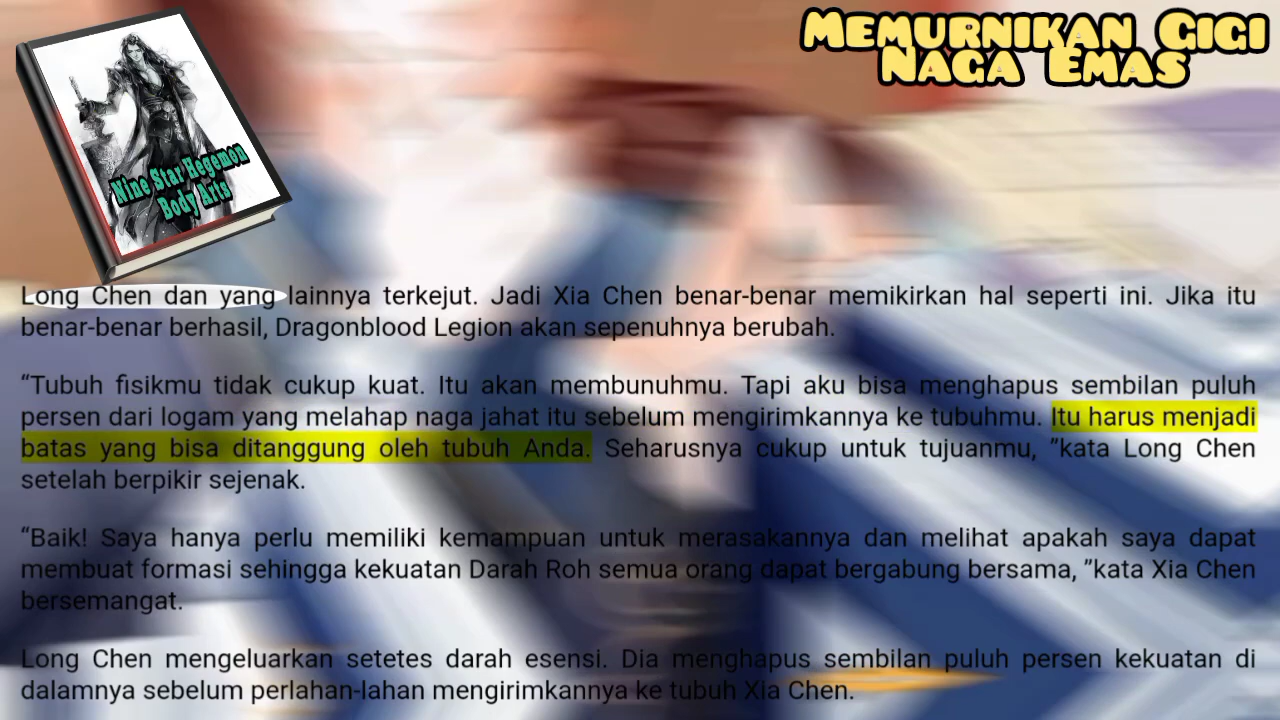 Memurnikan Gigi
Naga Emas
Nine Star Hegemon
Body Arts
Long Chen dan yang lainnya terkejut. Jadi Xia Chen benar-benar memikirkan hal seperti ini. Jika itu
benar-benar berhasil, Dragonblood Legion akan sepenuhnya berubah.
“Tubuh fisikmu tidak cukup kuat. Itu akan membunuhmu. Tapi aku bisa menghapus sembilan puluh
persen dari logam yang melahap naga jahat itu sebelum mengirimkannya ke tubuhmu. Itu harus menjadi
batas yang bisa ditanggung oleh tubuh Anda. Seharusnya cukup untuk tujuanmu, ”kata Long Chen
setelah berpikir sejenak.
“Baik! Saya hanya perlu memiliki kemampuan untuk merasakannya dan melihat apakah saya dapat
membuat formasi sehingga kekuatan Darah Roh semua orang dapat bergabung bersama, ”kata Xia Chen
bersemangat.
Long Chen mengeluarkan setetes darah esensi. Dia menghapus sembilan puluh persen kekuatan di
dalamnya sebelum perlahan-lahan mengirimkannya ke tubuh Xia Chen.